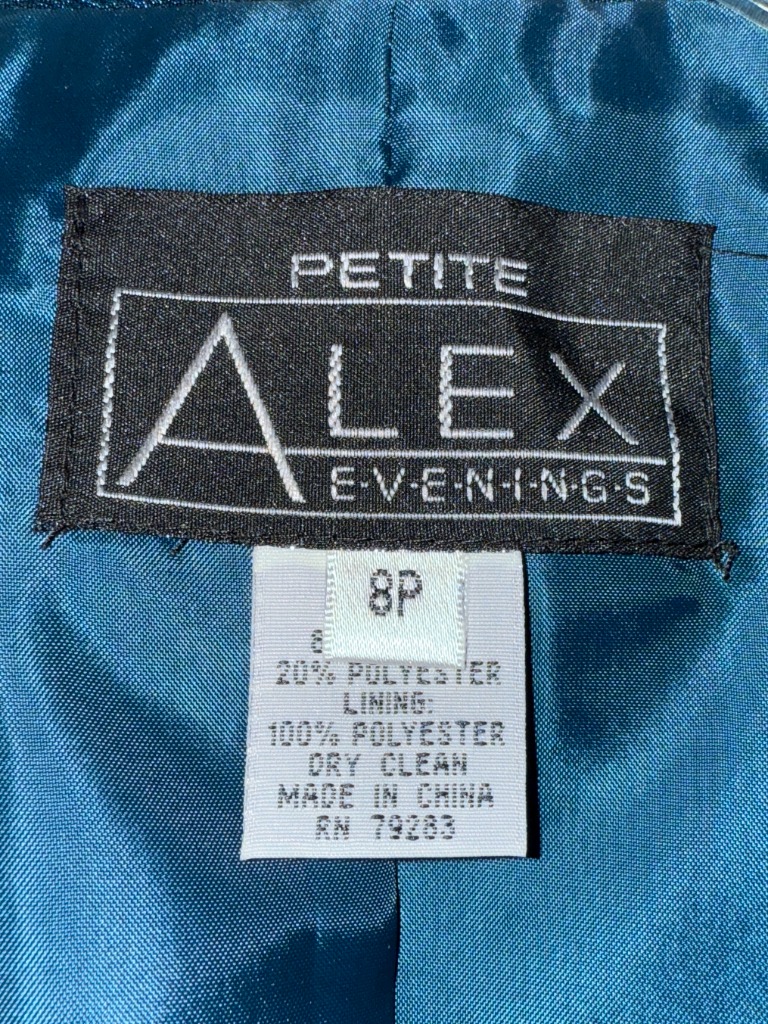 PETITE
ALEX
E·V·E·N·I·N·G·S
8P
20% POLYESTER
LINING:
100% POLYESTER
DRY CLEAN
MADE IN CHINA
RN 79283